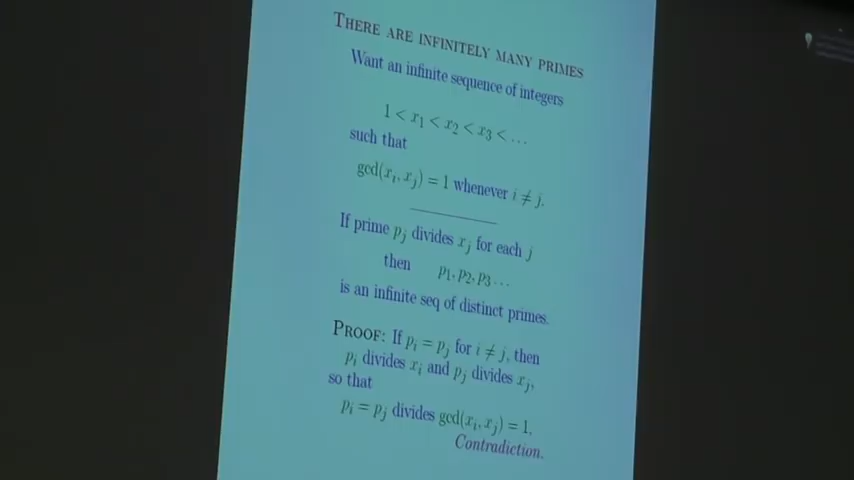 THERE ARE INFINITELY MANY PRIMES
Want an infinite sequence of integers
1 < x₁ < x₂ < x₃ < …
such that
gcd(xᵢ, xⱼ) = 1 whenever i ≠ j.
If prime pⱼ divides xⱼ for each j
then p₁, p₂, p₃ …
is an infinite seq of distinct primes.
PROOF: If pᵢ = pⱼ for i ≠ j, then
pᵢ divides xᵢ and pⱼ divides xⱼ,
so that
pᵢ = pⱼ divides gcd(xᵢ, xⱼ) = 1.
Contradiction.